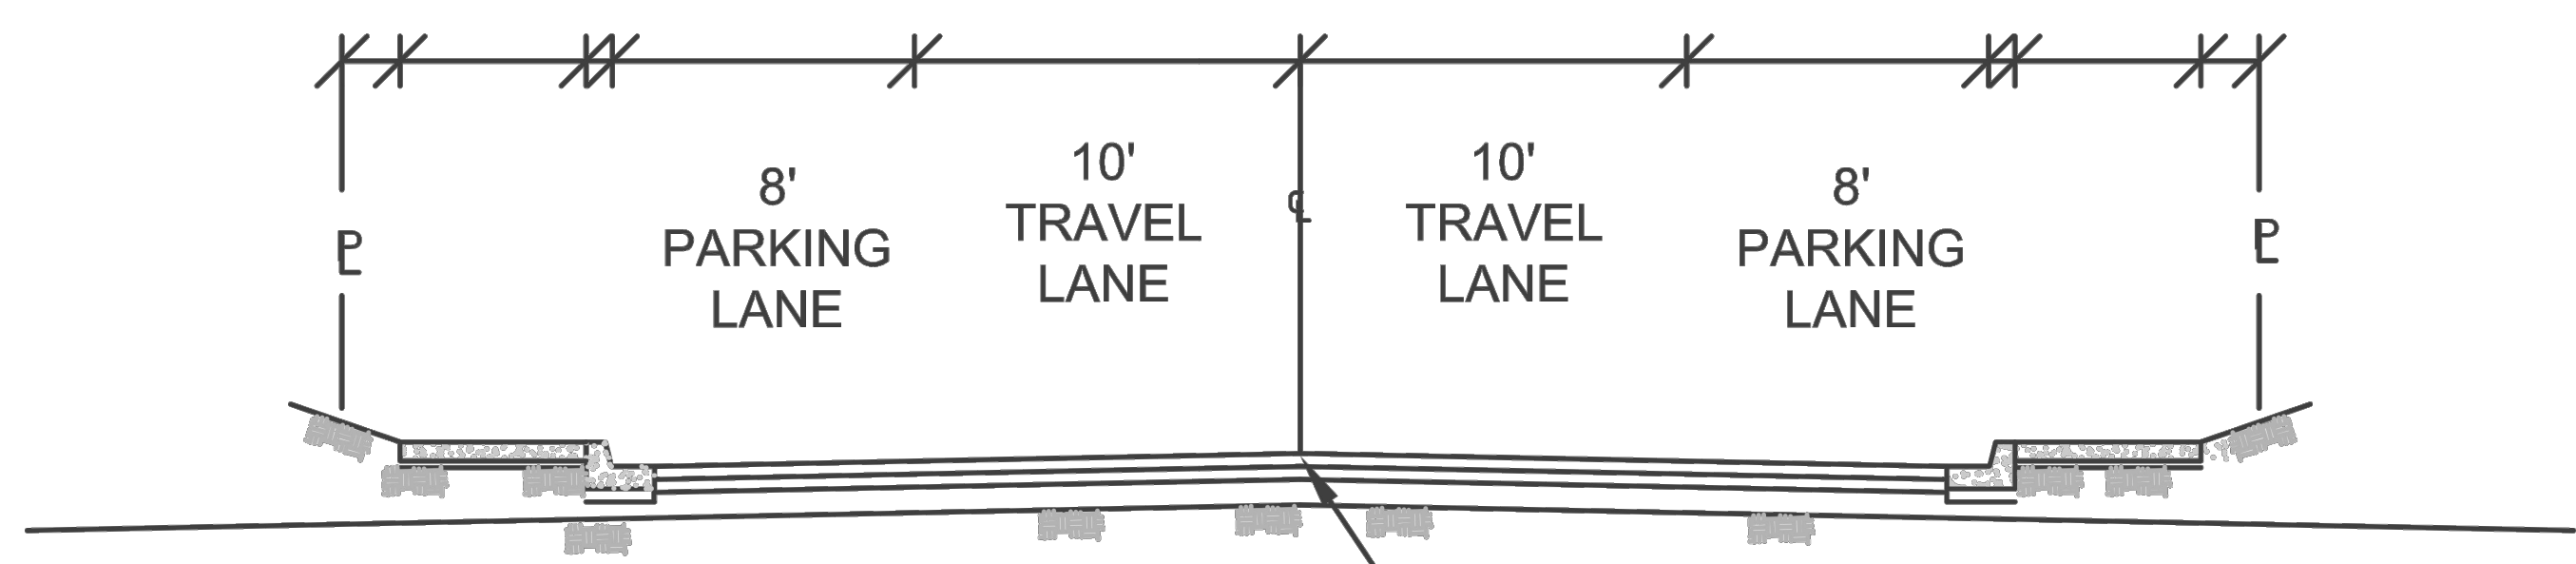 8'
PARKING
LANE
10'
TRAVEL
LANE
10'
TRAVEL
LANE
8'
PARKING
LANE
℄
⅊
⅊